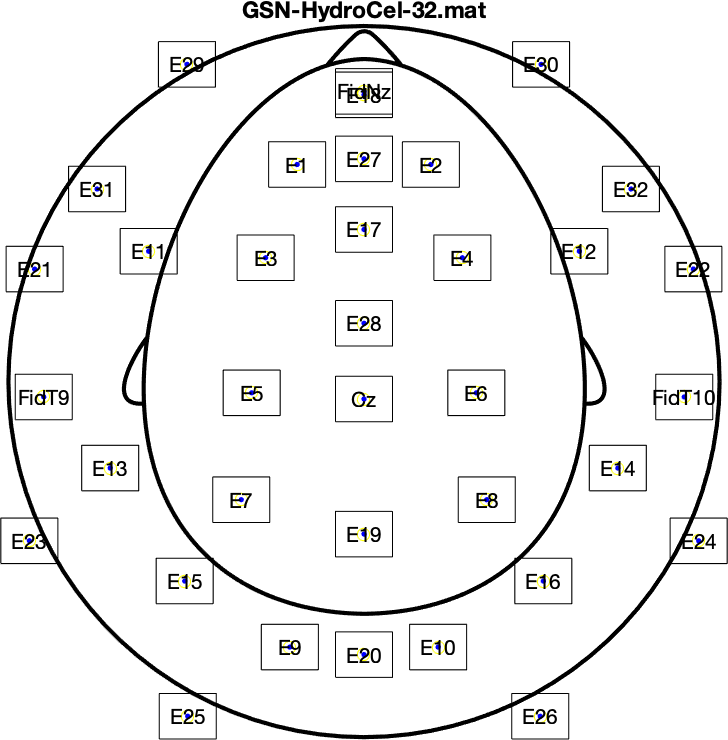 GSN-HydroCel-32.mat
E29
E30
FidNz
E18
E1
E27
E2
E31
E32
E17
E11
E3
E4
E12
E21
E22
E28
FidT9
E5
Cz
E6
FidT10
E13
E14
E7
E8
E19
E23
E24
E15
E16
E9
E20
E10
E25
E26